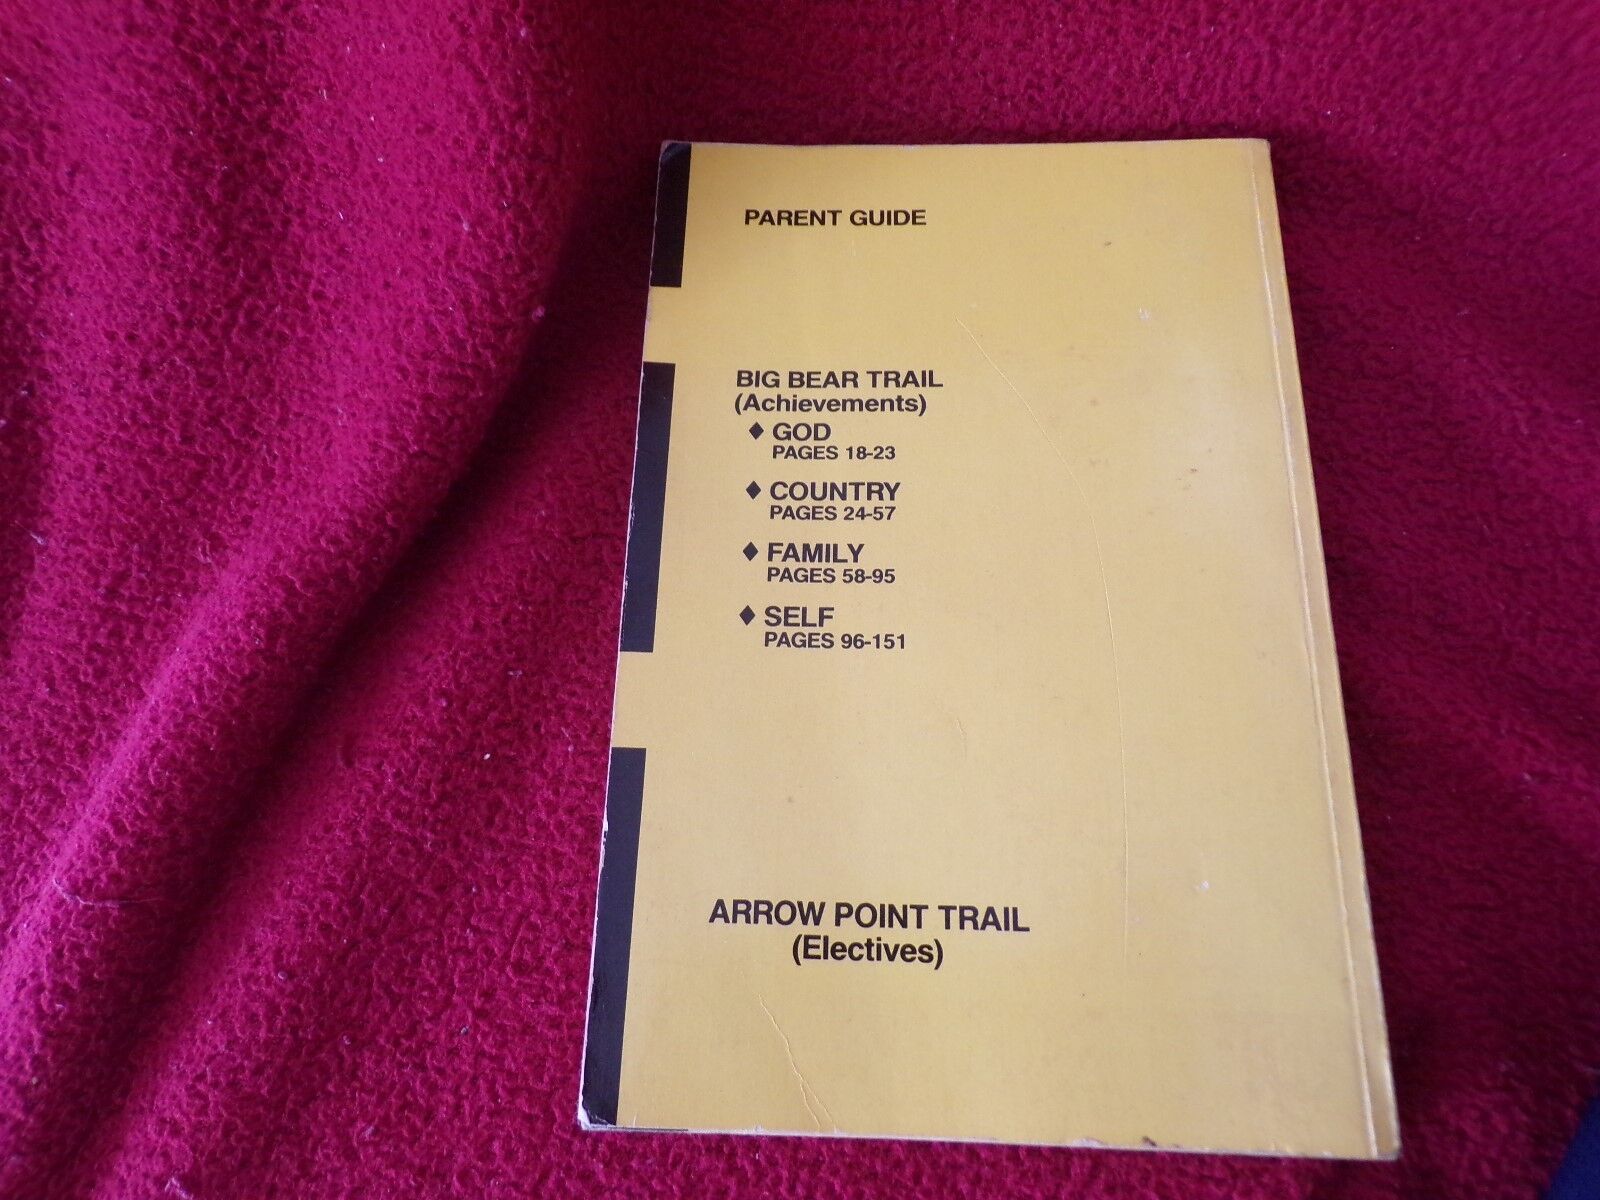 PARENT GUIDE
BIG BEAR TRAIL
(Achievements)
♦ GOD
PAGES 18-23
♦ COUNTRY
PAGES 24-57
♦ FAMILY
PAGES 58-95
♦ SELF
PAGES 96-151
ARROW POINT TRAIL
(Electives)